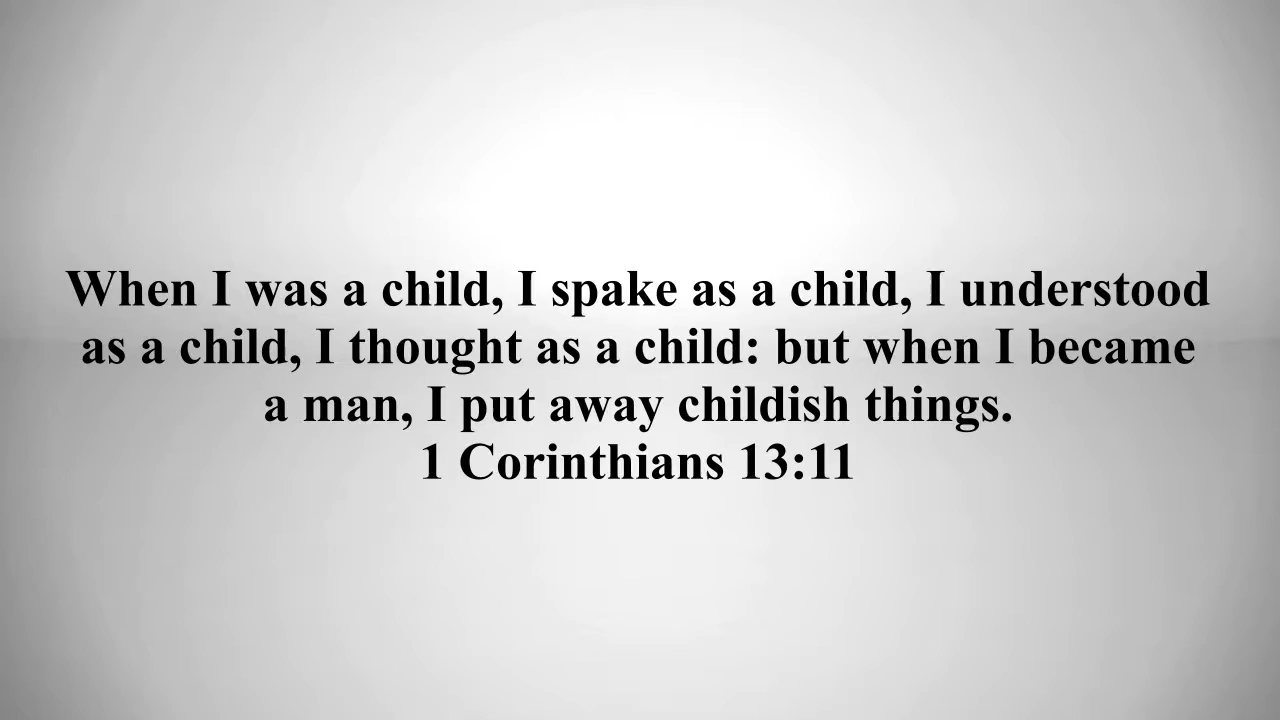 When I was a child, I spake as a child, I understood
as a child, I thought as a child: but when I became
a man, I put away childish things.
1 Corinthians 13:11